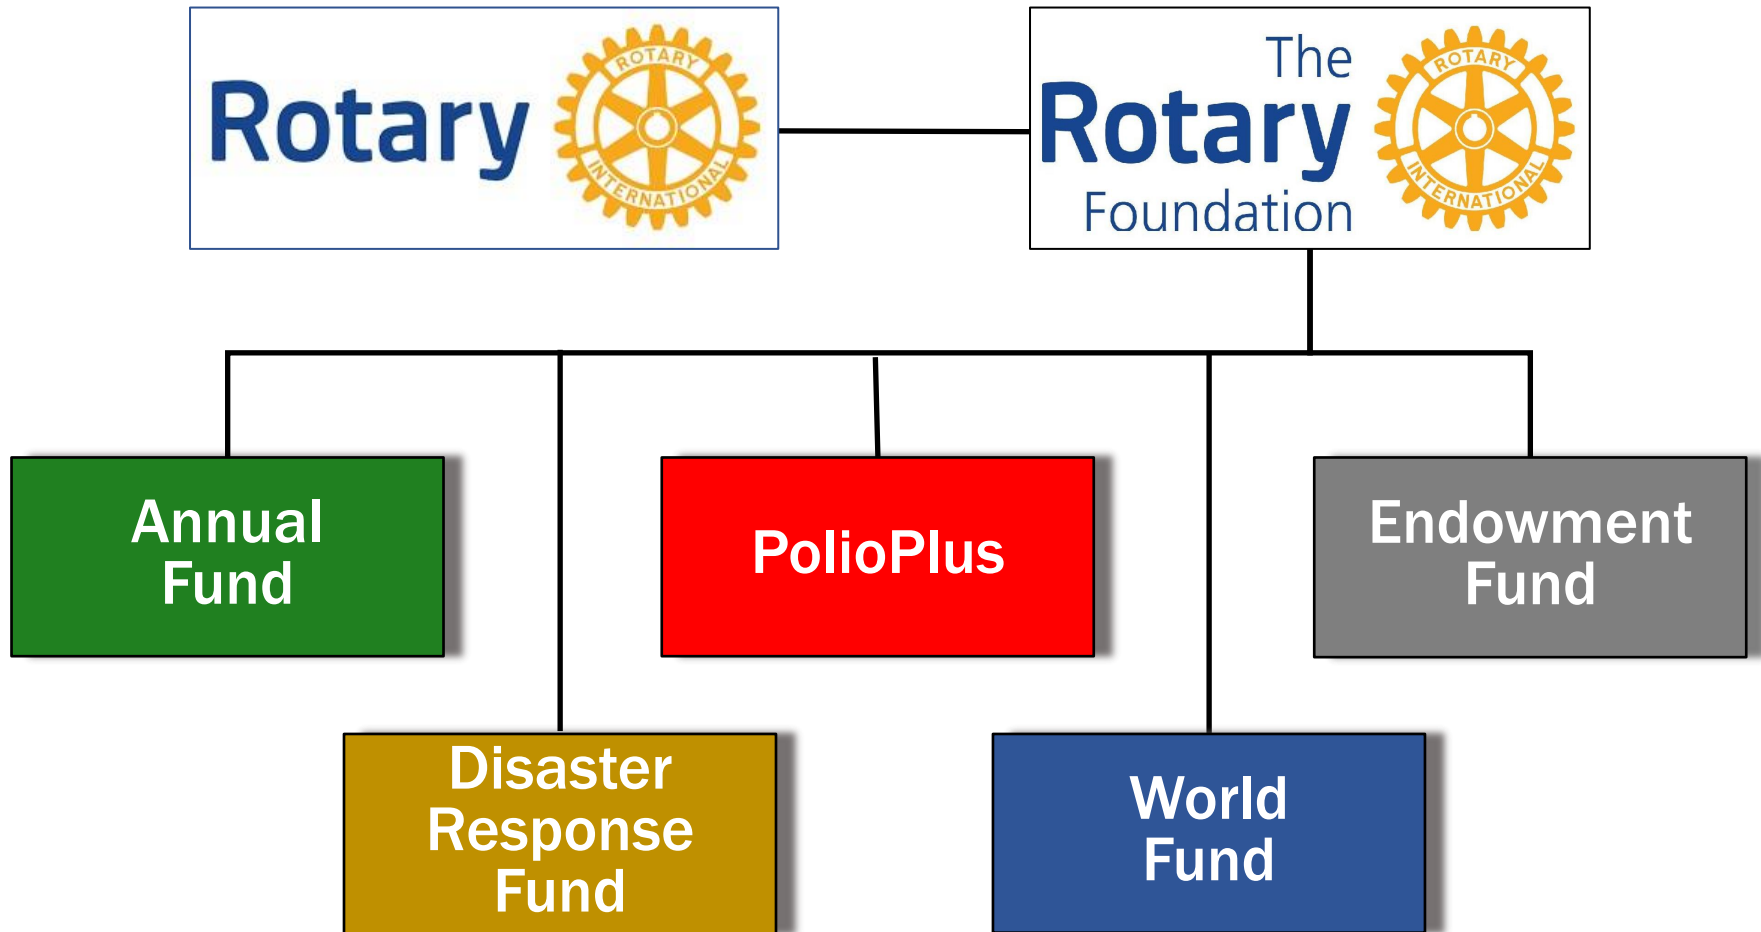 Rotary
ROTARY
INTERNATIONAL
The
Rotary
Foundation
ROTARY
INTERNATIONAL
Annual
Fund
PolioPlus
Endowment
Fund
Disaster
Response
Fund
World
Fund